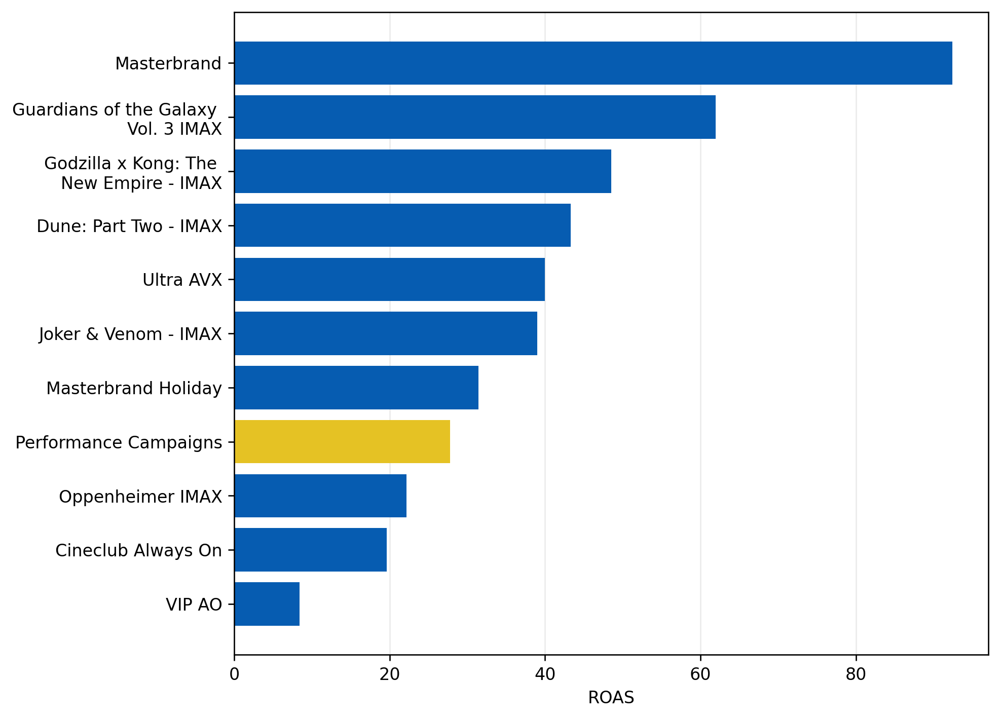 Masterbrand
Guardians of the Galaxy
Vol. 3 IMAX
Godzilla x Kong: The
New Empire - IMAX
Dune: Part Two - IMAX
Ultra AVX
Joker & Venom - IMAX
Masterbrand Holiday
Performance Campaigns
Oppenheimer IMAX
Cineclub Always On
VIP AO
0 20 40 60 80
ROAS